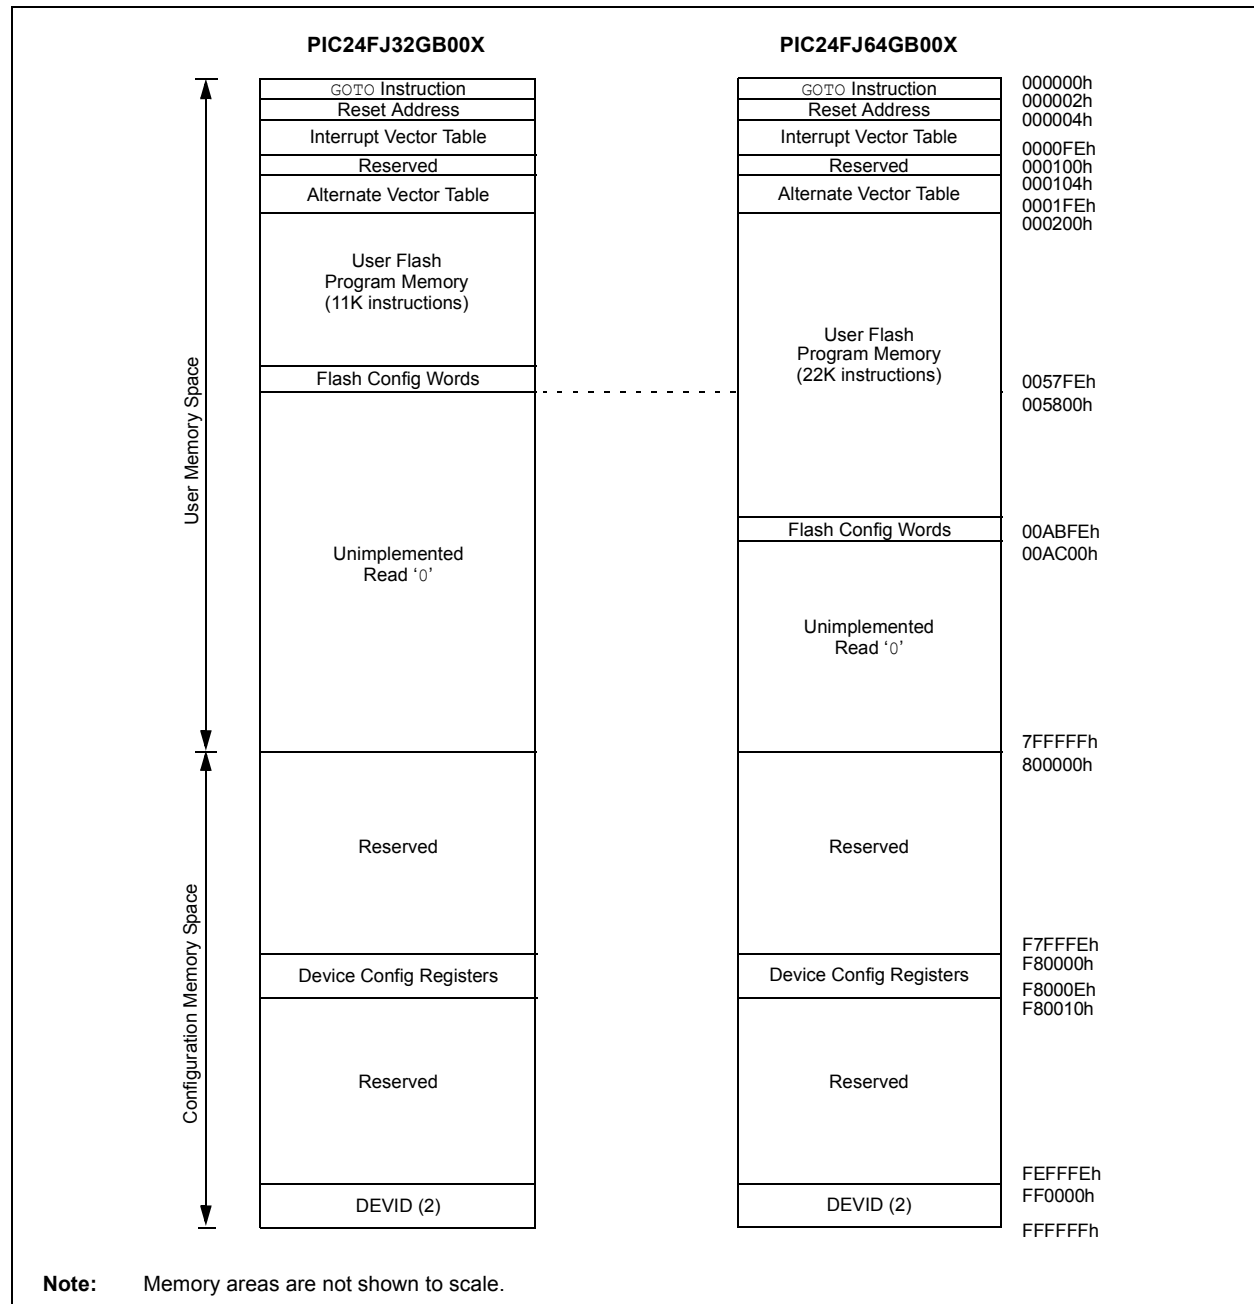 PIC24FJ32GB00X
PIC24FJ64GB00X
User Memory Space
Configuration Memory Space
GOTO Instruction
Reset Address
Interrupt Vector Table
Reserved
Alternate Vector Table
User Flash
Program Memory
(11K instructions)
Flash Config Words
Unimplemented
Read ‘0’
Reserved
Device Config Registers
Reserved
DEVID (2)
GOTO Instruction
Reset Address
Interrupt Vector Table
Reserved
Alternate Vector Table
User Flash
Program Memory
(22K instructions)
Flash Config Words
Unimplemented
Read ‘0’
Reserved
Device Config Registers
Reserved
DEVID (2)
000000h
000002h
000004h
0000FEh
000100h
000104h
0001FEh
000200h
0057FEh
005800h
00ABFEh
00AC00h
7FFFFFh
800000h
F7FFFEh
F80000h
F8000Eh
F80010h
FEFFFEh
FF0000h
FFFFFFh
Note: Memory areas are not shown to scale.